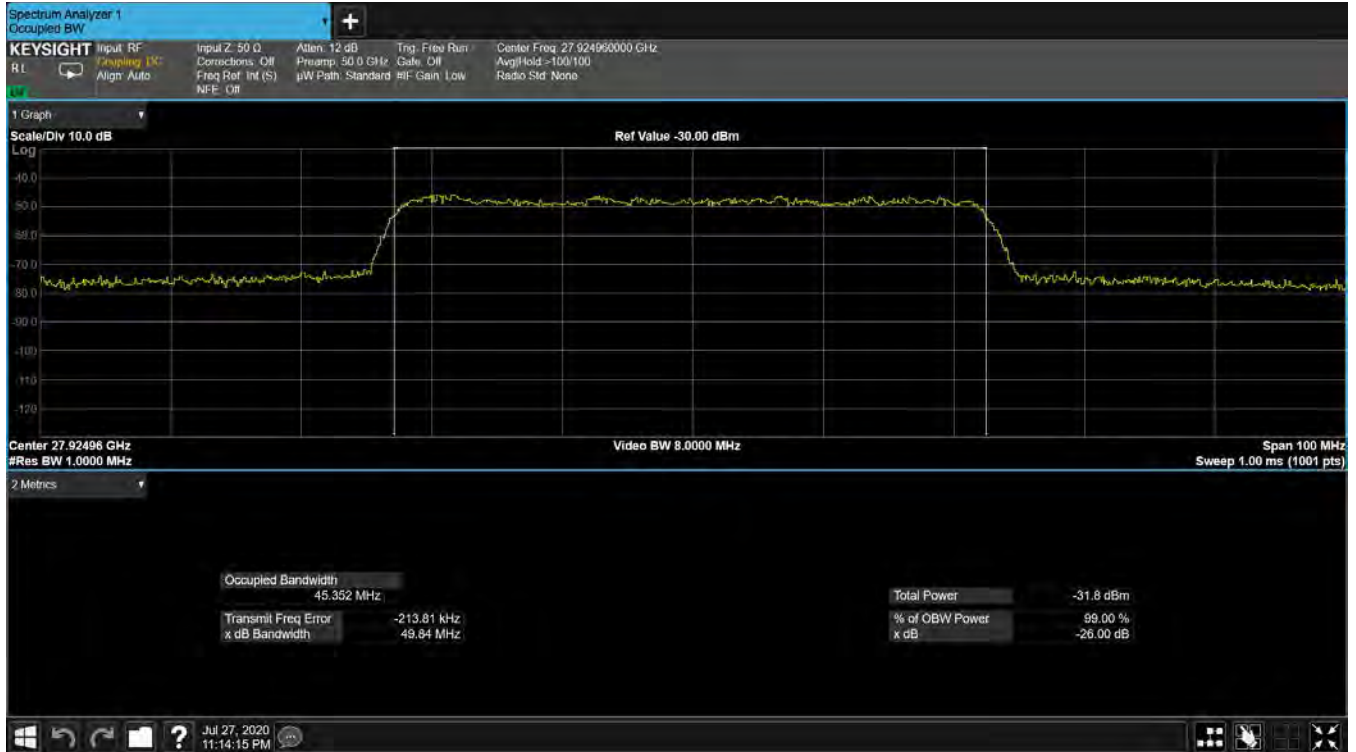 Spectrum Analyzer 1
Occupied BW
KEYSIGHT
RL
Input: RF
Coupling: DC
Align: Auto
Input Z: 50 Ω
Corrections: Off
Freq Ref: Int (S)
NFE: Off
Atten: 12 dB
Preamp: 50.0 GHz
µW Path: Standard
Trig: Free Run
Gate: Off
#IF Gain: Low
Center Freq: 27.924960000 GHz
Avg|Hold:>100/100
Radio Std: None
1 Graph
Scale/Div 10.0 dB
Ref Value -30.00 dBm
Log
-40.0
-50.0
-60.0
-70.0
-80.0
-90.0
-100
-110
-120
Center 27.92496 GHz
Video BW 8.0000 MHz
Span 100 MHz
#Res BW 1.0000 MHz
Sweep 1.00 ms (1001 pts)
2 Metrics
Occupied Bandwidth
45.352 MHz
Total Power -31.8 dBm
Transmit Freq Error -213.81 kHz
% of OBW Power 99.00 %
x dB Bandwidth 49.84 MHz
x dB -26.00 dB
?
Jul 27, 2020
11:14:15 PM